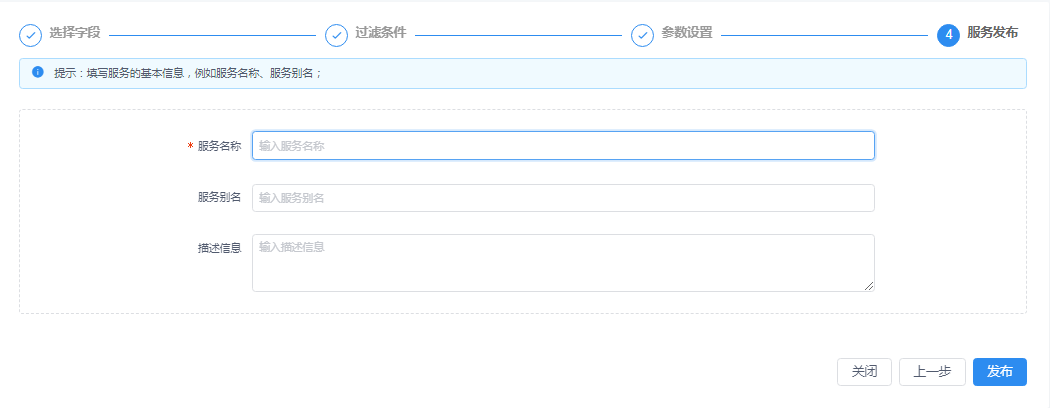 选择字段 过滤条件 参数设置 4 服务发布
提示：填写服务的基本信息，例如服务名称、服务别名；
* 服务名称 输入服务名称
服务别名 输入服务别名
描述信息 输入描述信息
关闭 上一步 发布